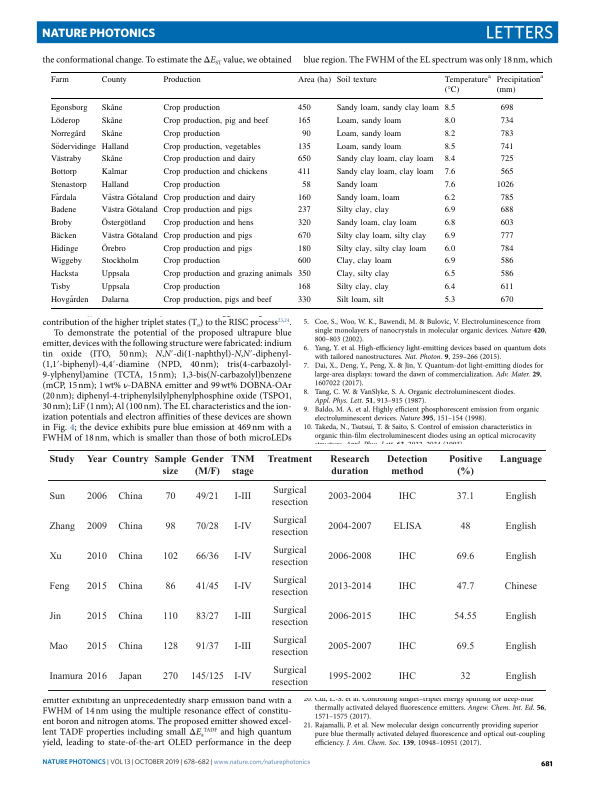 NATURE PHOTONICS
LETTERS
the conformational change. To estimate the ΔE_ST value, we obtained
blue region. The FWHM of the EL spectrum was only 18 nm, which
Farm County Production Area (ha) Soil texture Temperatureᵃ (°C) Precipitationᵃ (mm)
Egonsborg Skåne Crop production 450 Sandy loam, sandy clay loam 8.5 698
Löderop Skåne Crop production, pig and beef 165 Loam, sandy loam 8.0 734
Norregård Skåne Crop production 90 Loam, sandy loam 8.2 783
Södervidinge Halland Crop production, vegetables 135 Loam, sandy loam 8.5 741
Västraby Skåne Crop production and dairy 650 Sandy clay loam, clay loam 8.4 725
Bottorp Kalmar Crop production and chickens 411 Sandy clay loam, clay loam 7.6 565
Stenastorp Halland Crop production 58 Sandy loam 7.6 1026
Fårdala Västra Götaland Crop production and dairy 160 Sandy loam, loam 6.2 785
Badene Västra Götaland Crop production and pigs 237 Silty clay, clay 6.9 688
Broby Östergötland Crop production and hens 320 Sandy loam, clay loam 6.8 603
Bäcken Västra Götaland Crop production and pigs 670 Silty clay loam, silty clay 6.9 777
Hidinge Örebro Crop production and pigs 180 Silty clay, silty clay loam 6.0 784
Wiggeby Stockholm Crop production 600 Clay, clay loam 6.9 586
Hacksta Uppsala Crop production and grazing animals 350 Clay, silty clay 6.5 586
Tisby Uppsala Crop production 168 Silty clay, clay 6.4 611
Hovgården Dalarna Crop production, pigs and beef 330 Silt loam, silt 5.3 670
contribution of the higher triplet states (Tₙ) to the RISC process²³,²⁴.
To demonstrate the potential of the proposed ultrapure blue
emitter, devices with the following structure were fabricated: indium
tin oxide (ITO, 50 nm); N,N′-di(1-naphthyl)-N,N′-diphenyl-
(1,1′-biphenyl)-4,4′-diamine (NPD, 40 nm); tris(4-carbazolyl-
9-ylphenyl)amine (TCTA, 15 nm); 1,3-bis(N-carbazolyl)benzene
(mCP, 15 nm); 1 wt% ν-DABNA emitter and 99 wt% DOBNA-OAr
(20 nm); diphenyl-4-triphenylsilylphenylphosphine oxide (TSPO1,
30 nm); LiF (1 nm); Al (100 nm). The EL characteristics and the ion-
ization potentials and electron affinities of these devices are shown
in Fig. 4; the device exhibits pure blue emission at 469 nm with a
FWHM of 18 nm, which is smaller than those of both microLEDs
5. Coe, S., Woo, W. K., Bawendi, M. & Bulovic, V. Electroluminescence from
single monolayers of nanocrystals in molecular organic devices. Nature 420,
800–803 (2002).
6. Yang, Y. et al. High-efficiency light-emitting devices based on quantum dots
with tailored nanostructures. Nat. Photon. 9, 259–266 (2015).
7. Dai, X., Deng, Y., Peng, X. & Jin, Y. Quantum-dot light-emitting diodes for
large-area displays: toward the dawn of commercialization. Adv. Mater. 29,
1607022 (2017).
8. Tang, C. W. & VanSlyke, S. A. Organic electroluminescent diodes.
Appl. Phys. Lett. 51, 913–915 (1987).
9. Baldo, M. A. et al. Highly efficient phosphorescent emission from organic
electroluminescent devices. Nature 395, 151–154 (1998).
10. Takeda, N., Tsutsui, T. & Saito, S. Control of emission characteristics in
organic thin-film electroluminescent diodes using an optical microcavity
Study Year Country Sample size Gender (M/F) TNM stage Treatment Research duration Detection method Positive (%) Language
Sun 2006 China 70 49/21 I-III Surgical resection 2003-2004 IHC 37.1 English
Zhang 2009 China 98 70/28 I-IV Surgical resection 2004-2007 ELISA 48 English
Xu 2010 China 102 66/36 I-IV Surgical resection 2006-2008 IHC 69.6 English
Feng 2015 China 86 41/45 I-IV Surgical resection 2013-2014 IHC 47.7 Chinese
Jin 2015 China 110 83/27 I-III Surgical resection 2006-2015 IHC 54.55 English
Mao 2015 China 128 91/37 I-III Surgical resection 2005-2007 IHC 69.5 English
Inamura 2016 Japan 270 145/125 I-IV Surgical resection 1995-2002 IHC 32 English
emitter exhibiting an unprecedentedly sharp emission band with a
FWHM of 14 nm using the multiple resonance effect of constitu-
ent boron and nitrogen atoms. The proposed emitter showed excel-
lent TADF properties including small ΔEₐᵀᴬᴰᶠ and high quantum
yield, leading to state-of-the-art OLED performance in the deep
20. Cui, L.-S. et al. Controlling singlet–triplet energy splitting for deep-blue
thermally activated delayed fluorescence emitters. Angew. Chem. Int. Ed. 56,
1571–1575 (2017).
21. Rajamalli, P. et al. New molecular design concurrently providing superior
pure blue thermally activated delayed fluorescence and optical out-coupling
efficiency. J. Am. Chem. Soc. 139, 10948–10951 (2017).
NATURE PHOTONICS | VOL 13 | OCTOBER 2019 | 678–682 | www.nature.com/naturephotonics
681